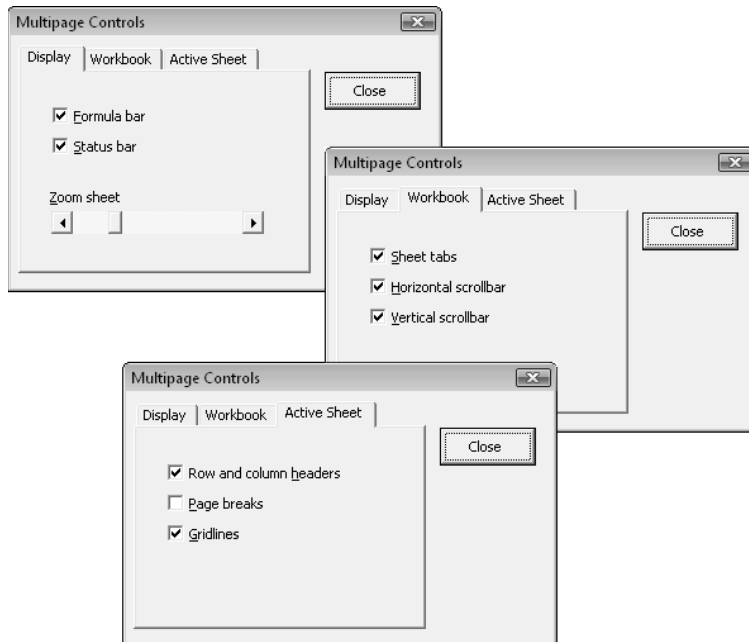 Multipage Controls
Display Workbook Active Sheet
Close
Formula bar
Status bar
Zoom sheet
Multipage Controls
Display Workbook Active Sheet
Close
Sheet tabs
Horizontal scrollbar
Vertical scrollbar
Multipage Controls
Display Workbook Active Sheet
Close
Row and column headers
Page breaks
Gridlines